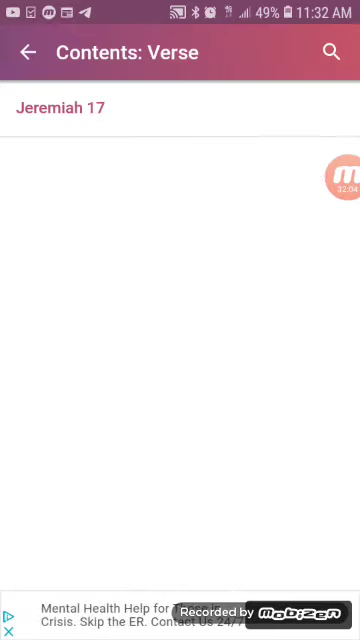 49% 11:32 AM
Contents: Verse
Jeremiah 17
m
32:04
Mental Health Help for
Crisis. Skip the ER. Contact Us 24/7
Recorded by mobizen